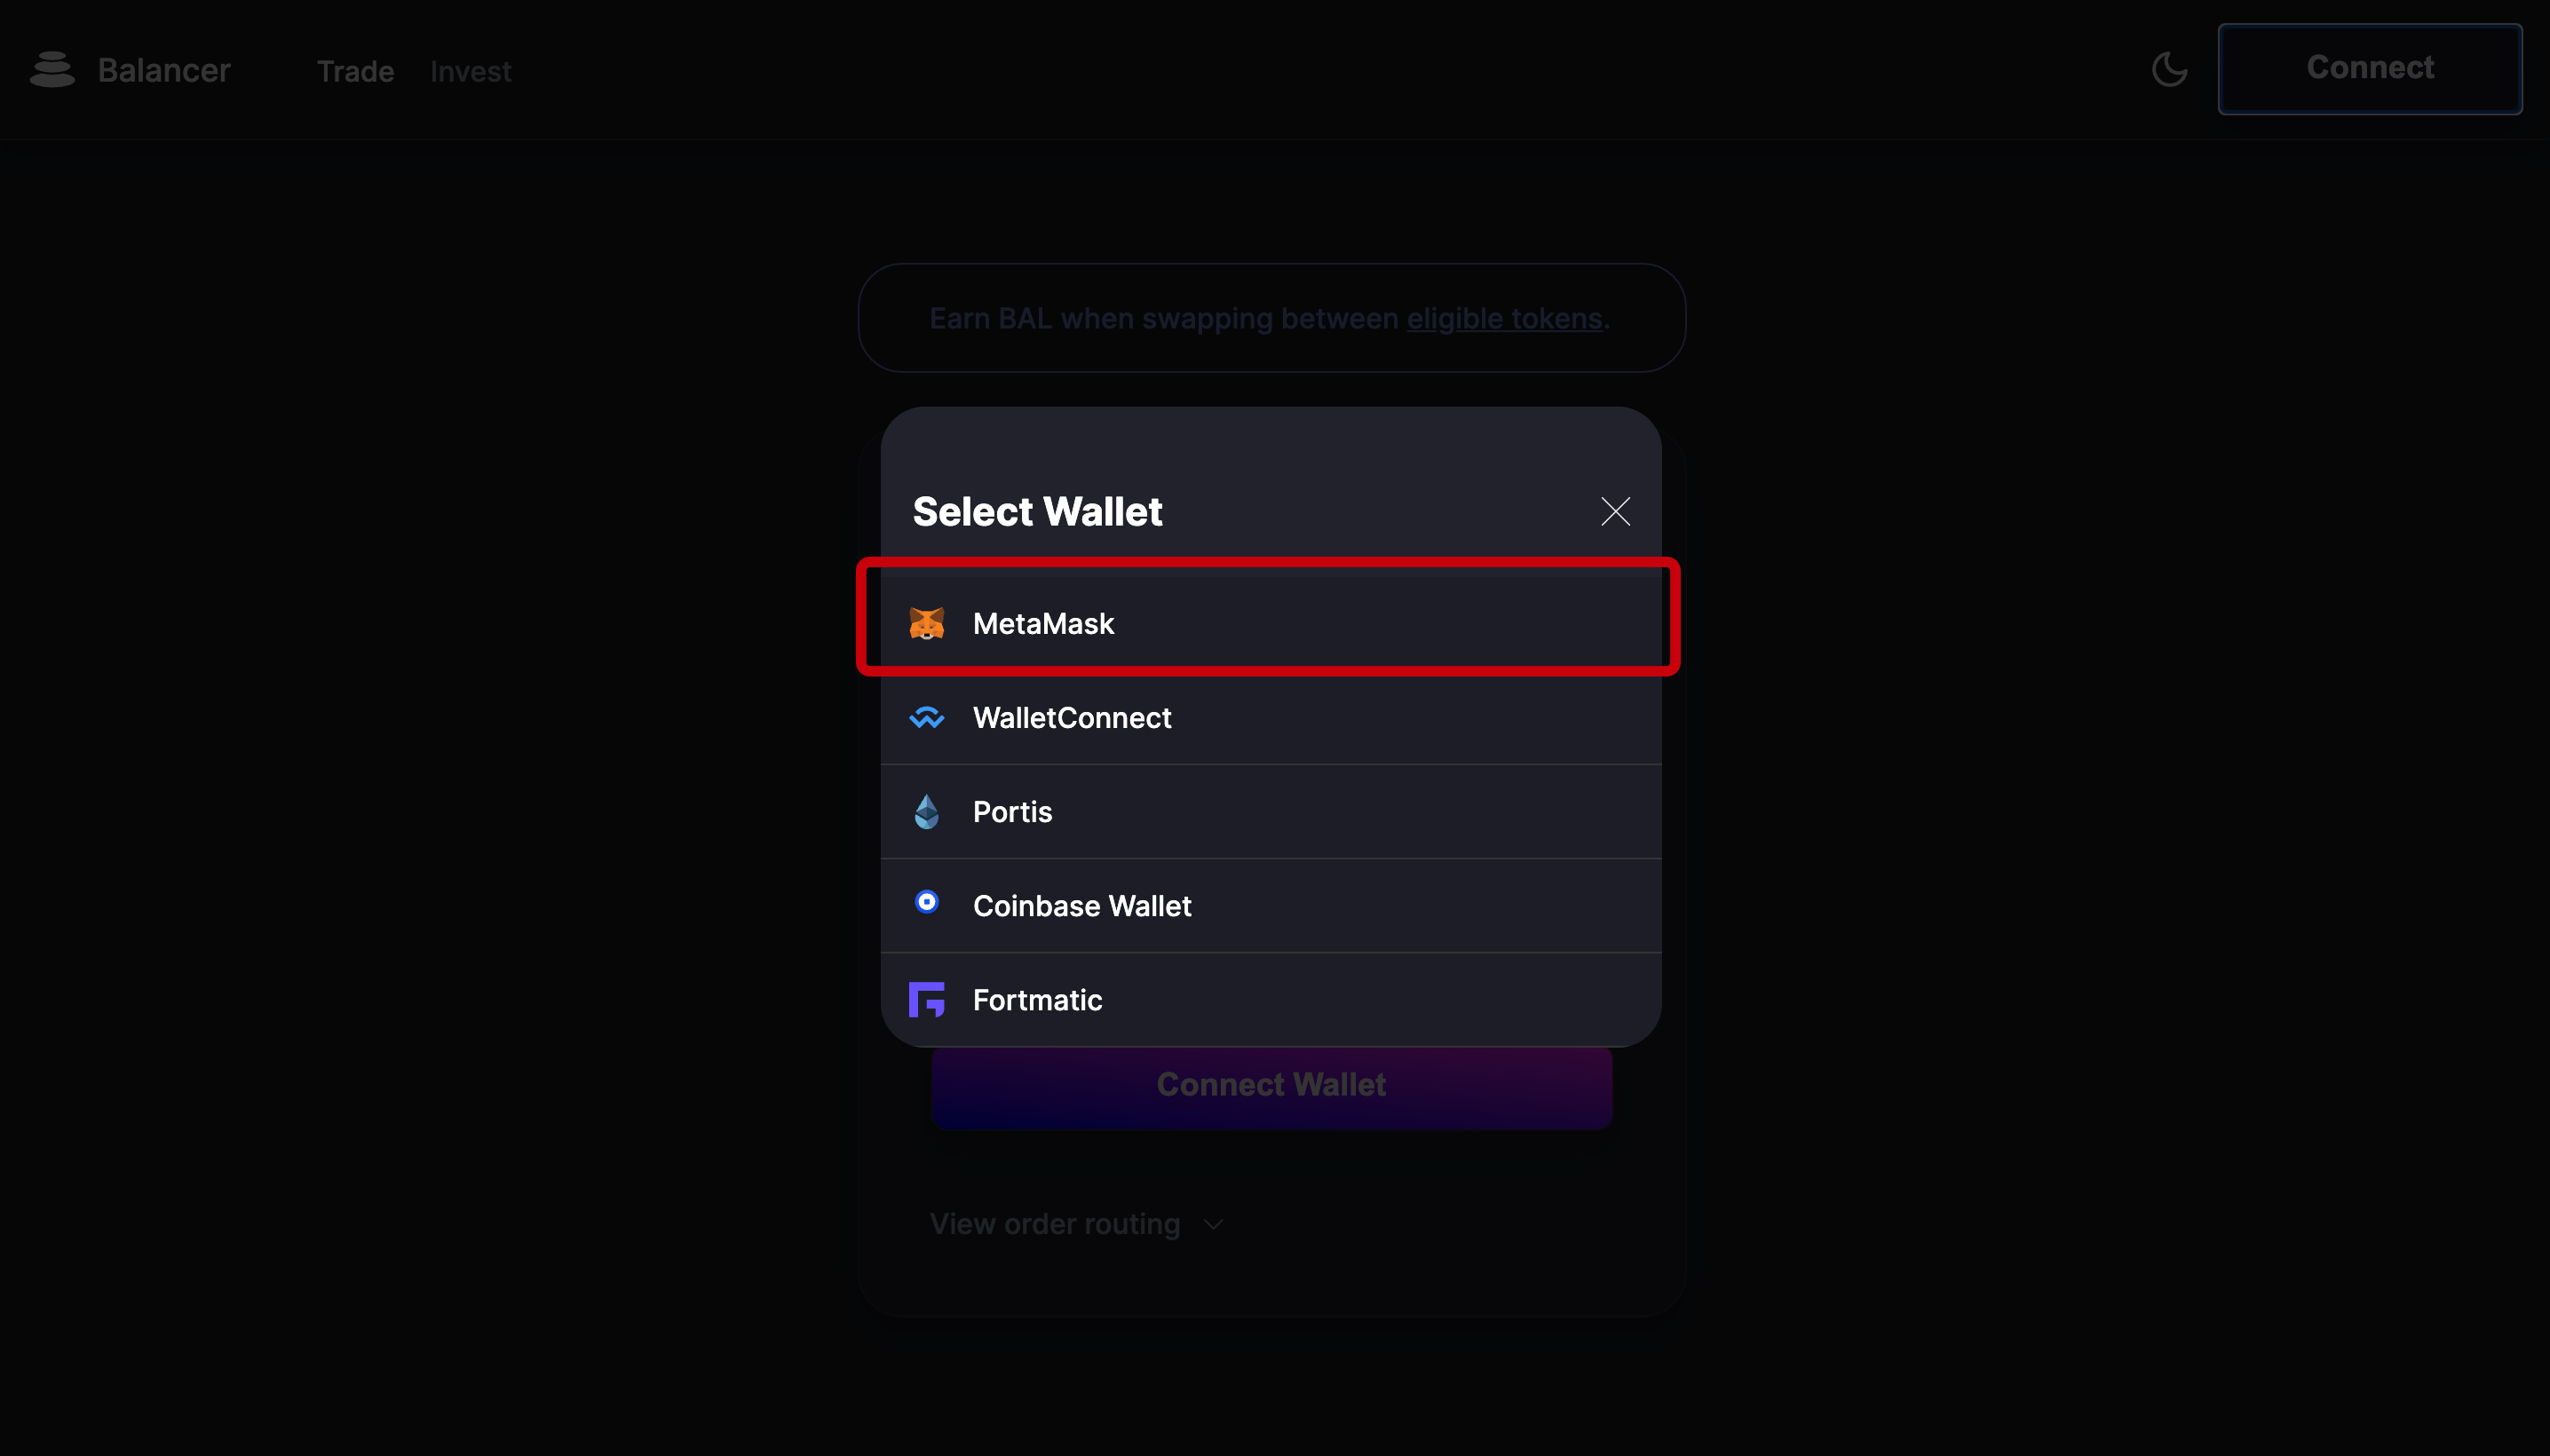 Balancer
Trade
Invest
Connect
Earn BAL when swapping between eligible tokens.
Select Wallet
MetaMask
WalletConnect
Portis
Coinbase Wallet
Fortmatic
Connect Wallet
View order routing